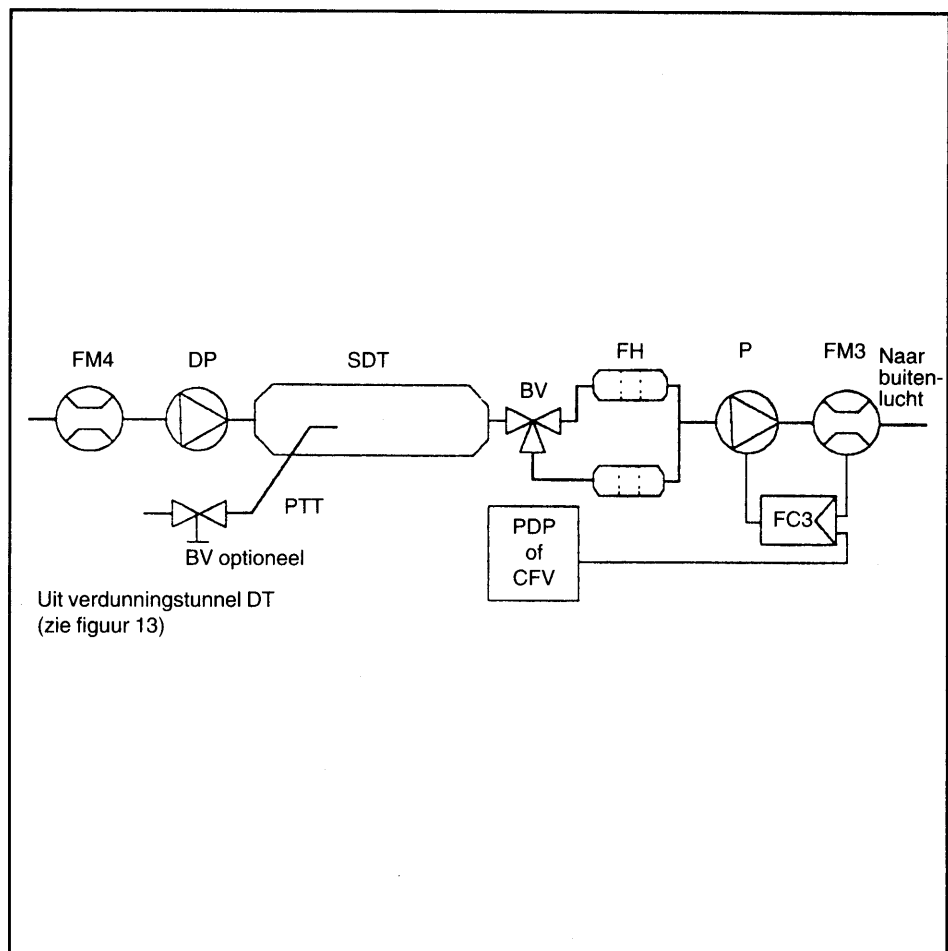 FM4
DP
SDT
BV
FH
P
FM3
Naar
buiten-
lucht
PTT
BV optioneel
PDP
of
CFV
FC3
Uit verdunningstunnel DT
(zie figuur 13)